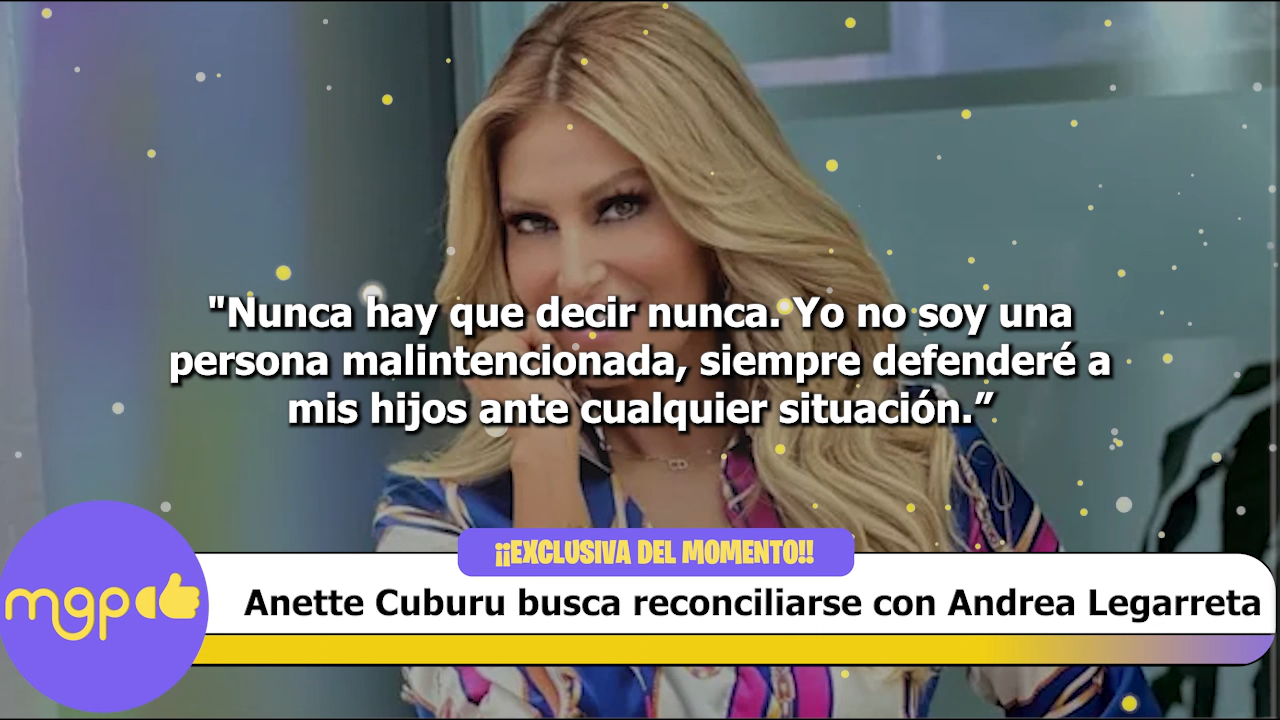 "Nunca hay que decir nunca. Yo no soy una
persona malintencionada, siempre defenderé a
mis hijos ante cualquier situación.”
¡¡EXCLUSIVA DEL MOMENTO!!
mgp
Anette Cuburu busca reconciliarse con Andrea Legarreta